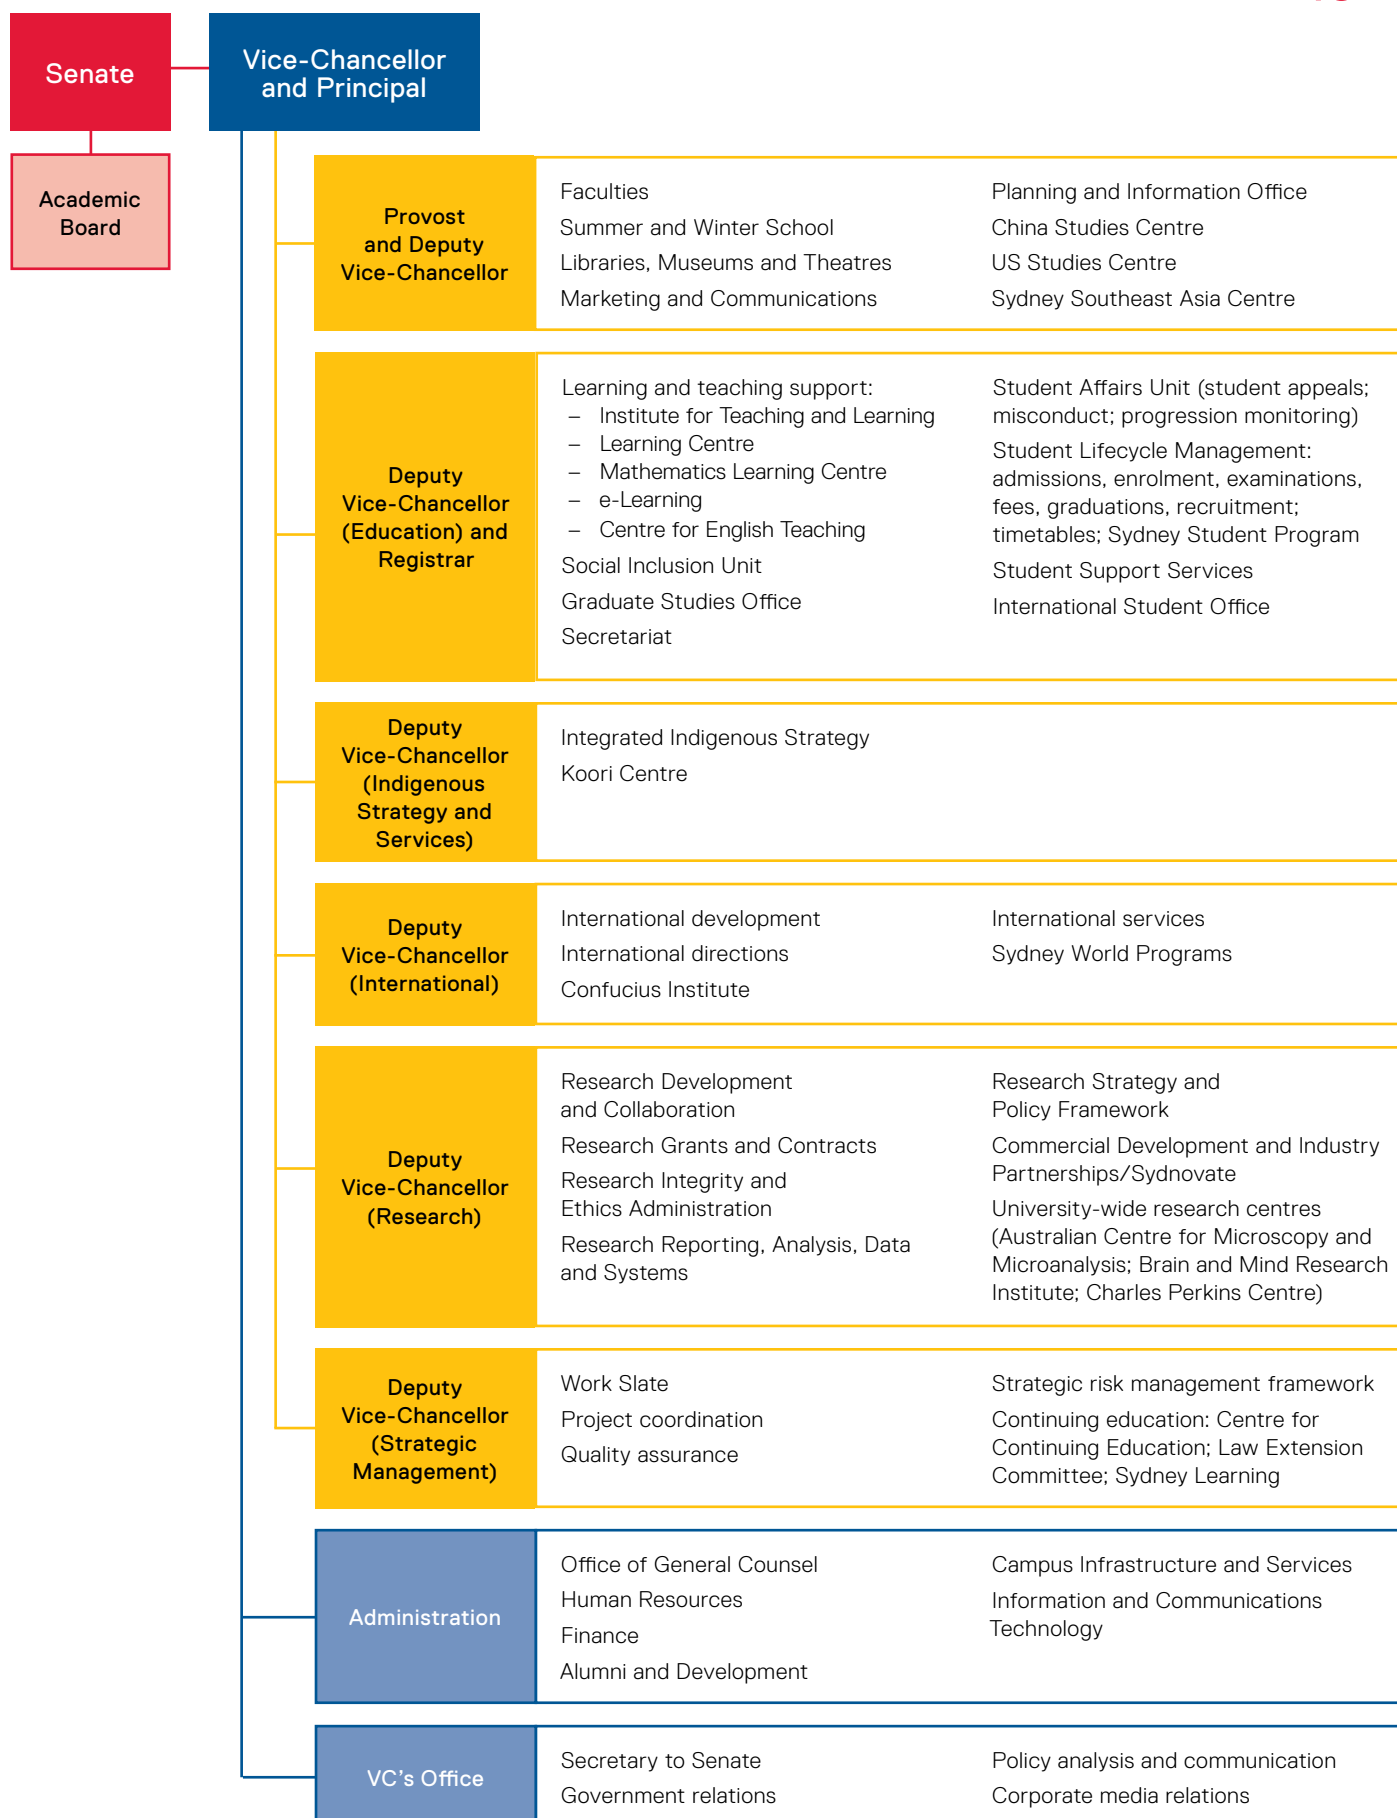 Senate
Vice-Chancellor
and Principal
Academic
Board
Provost
and Deputy
Vice-Chancellor
Faculties
Summer and Winter School
Libraries, Museums and Theatres
Marketing and Communications
Planning and Information Office
China Studies Centre
US Studies Centre
Sydney Southeast Asia Centre
Deputy
Vice-Chancellor
(Education) and
Registrar
Learning and teaching support:
– Institute for Teaching and Learning
– Learning Centre
– Mathematics Learning Centre
– e-Learning
– Centre for English Teaching
Social Inclusion Unit
Graduate Studies Office
Secretariat
Student Affairs Unit (student appeals;
misconduct; progression monitoring)
Student Lifecycle Management:
admissions, enrolment, examinations,
fees, graduations, recruitment;
timetables; Sydney Student Program
Student Support Services
International Student Office
Deputy
Vice-Chancellor
(Indigenous
Strategy and
Services)
Integrated Indigenous Strategy
Koori Centre
Deputy
Vice-Chancellor
(International)
International development
International directions
Confucius Institute
International services
Sydney World Programs
Deputy
Vice-Chancellor
(Research)
Research Development
and Collaboration
Research Grants and Contracts
Research Integrity and
Ethics Administration
Research Reporting, Analysis, Data
and Systems
Research Strategy and
Policy Framework
Commercial Development and Industry
Partnerships/Sydnovate
University-wide research centres
(Australian Centre for Microscopy and
Microanalysis; Brain and Mind Research
Institute; Charles Perkins Centre)
Deputy
Vice-Chancellor
(Strategic
Management)
Work Slate
Project coordination
Quality assurance
Strategic risk management framework
Continuing education: Centre for
Continuing Education; Law Extension
Committee; Sydney Learning
Administration
Office of General Counsel
Human Resources
Finance
Alumni and Development
Campus Infrastructure and Services
Information and Communications
Technology
VC's Office
Secretary to Senate
Government relations
Policy analysis and communication
Corporate media relations